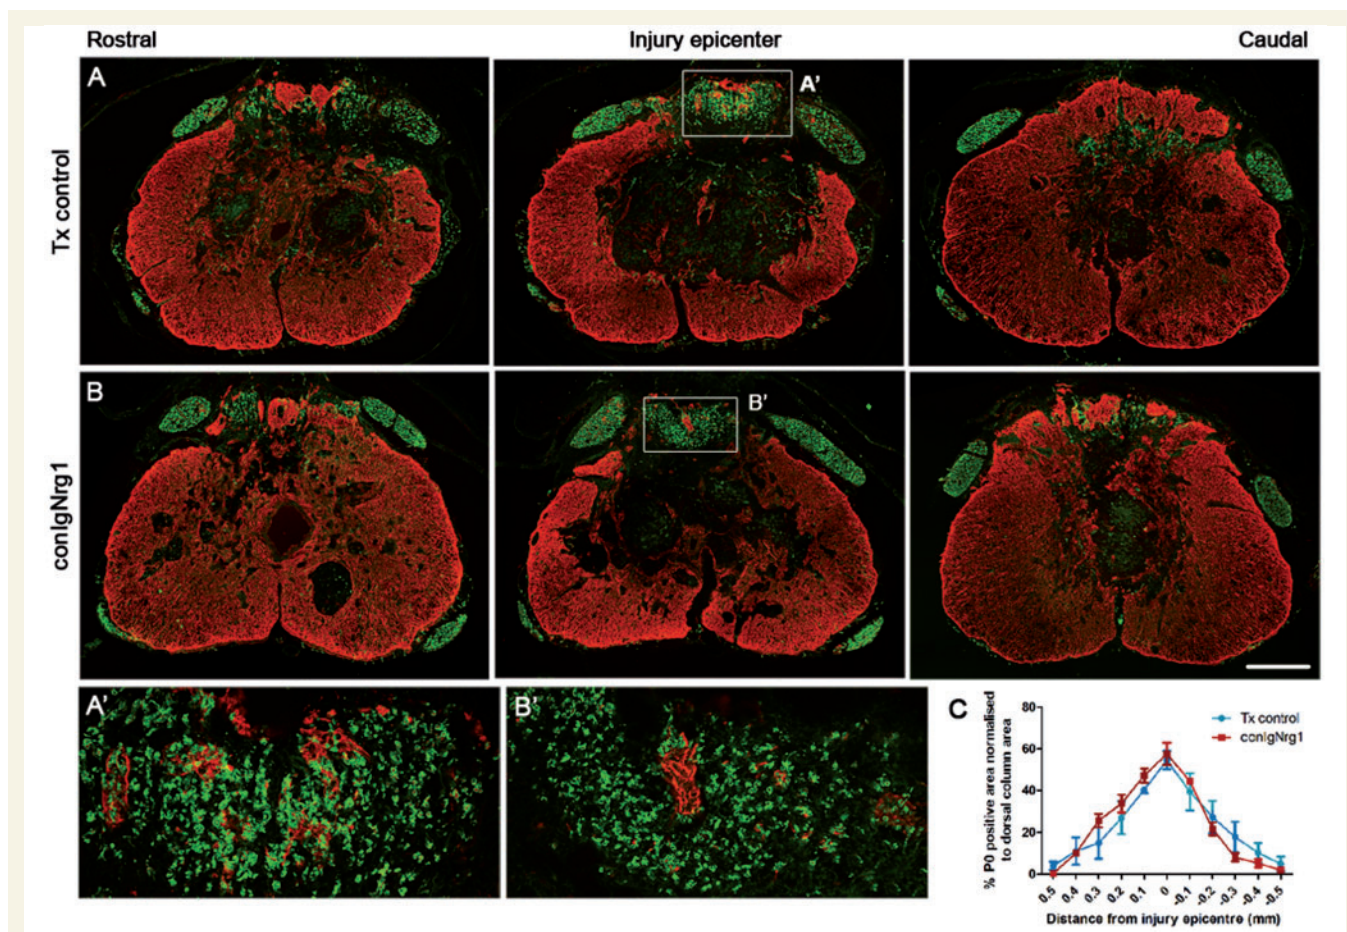 Rostral Injury epicenter Caudal
A A'
Tx control
B B'
conIgNrg1
A' B' C
Tx control
conIgNrg1
80
60
40
20
0
% P0 positive area normalised
to dorsal column area
0.5 0.4 0.3 0.2 0.1 0 -0.1 -0.2 -0.3 -0.4 -0.5
Distance from injury epicentre (mm)